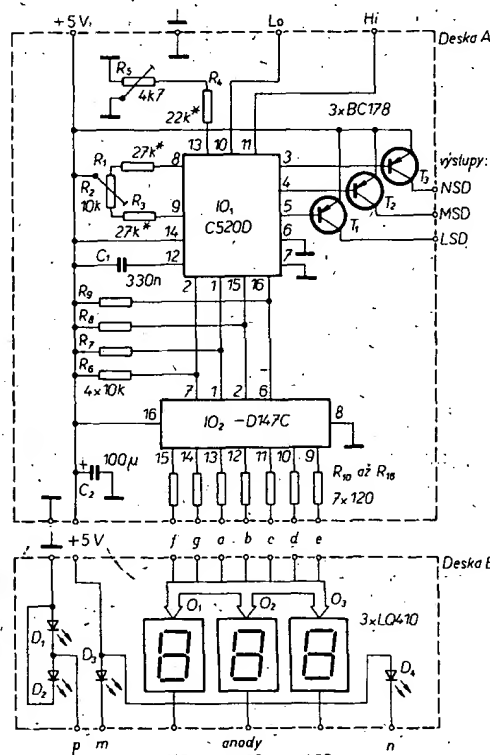 +5V
Lo
Hi
Deska A
R5
4k7
R4
22k*
3xBC178
13
10
11
27k*
8
R1
R2
10k
R3
27k*
9
IO1
C520D
3
4
5
6
7
T3
T2
T1
výstupy:
NSD
MSD
LSD
14
12
C1
330n
2
1
15
16
R9
R8
R7
R6
4x10k
7
1
2
6
16
IO2 – D147C
8
+
100µ
C2
15
14
13
12
11
10
9
R10 až R16
7x120
+5V
f
g
a
b
c
d
e
O1
O2
O3
3xLQ410
D1
D2
D3
D4
p
m
anody
n